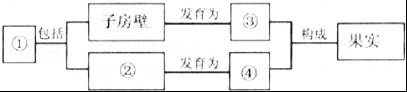 ① 包括 子房壁 发育为 ③ 构成 果实
② 发育为 ④